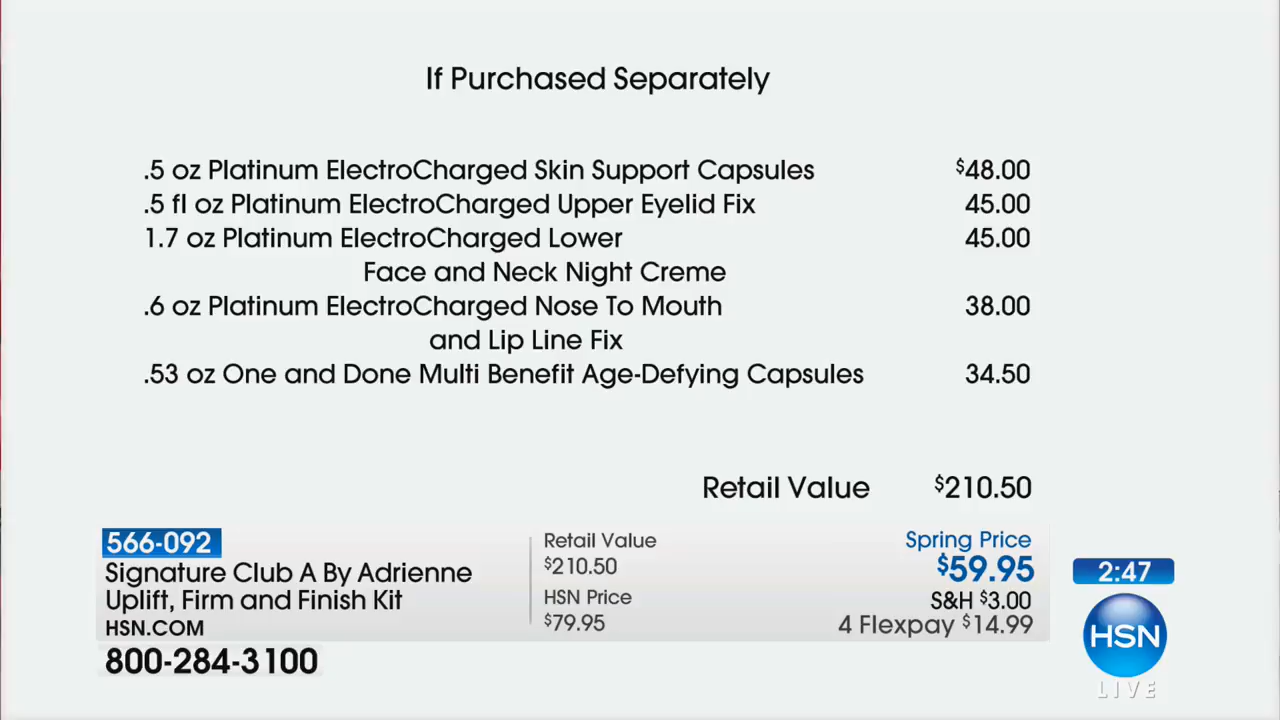 If Purchased Separately
.5 oz Platinum ElectroCharged Skin Support Capsules $48.00
.5 fl oz Platinum ElectroCharged Upper Eyelid Fix 45.00
1.7 oz Platinum ElectroCharged Lower 45.00
Face and Neck Night Creme
.6 oz Platinum ElectroCharged Nose To Mouth 38.00
and Lip Line Fix
.53 oz One and Done Multi Benefit Age-Defying Capsules 34.50
Retail Value $210.50
566-092
Signature Club A By Adrienne
Uplift, Firm and Finish Kit
HSN.COM
800-284-3100
Retail Value
$210.50
HSN Price
$79.95
Spring Price
$59.95
S&H $3.00
4 Flexpay $14.99
2:47
HSN
LIVE